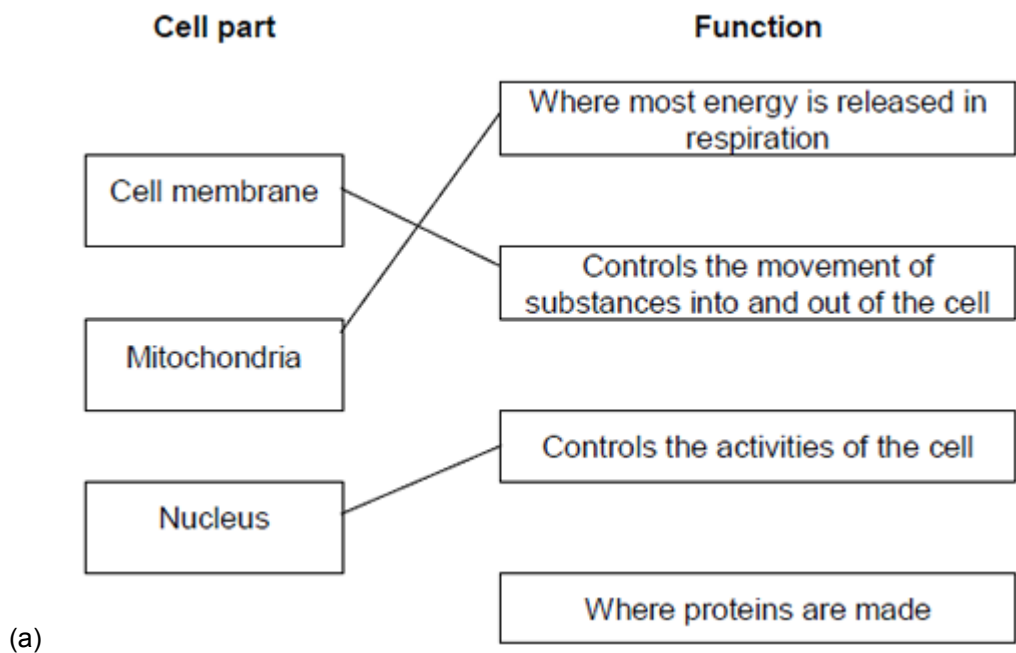 Cell part
Function
Where most energy is released in
respiration
Cell membrane
Controls the movement of
substances into and out of the cell
Mitochondria
Controls the activities of the cell
Nucleus
Where proteins are made
(a)